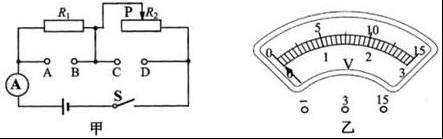 R₁ P R₂
A B C D
A S
甲
0 5 10 15
0 1 2 3
V
- 3 15
乙